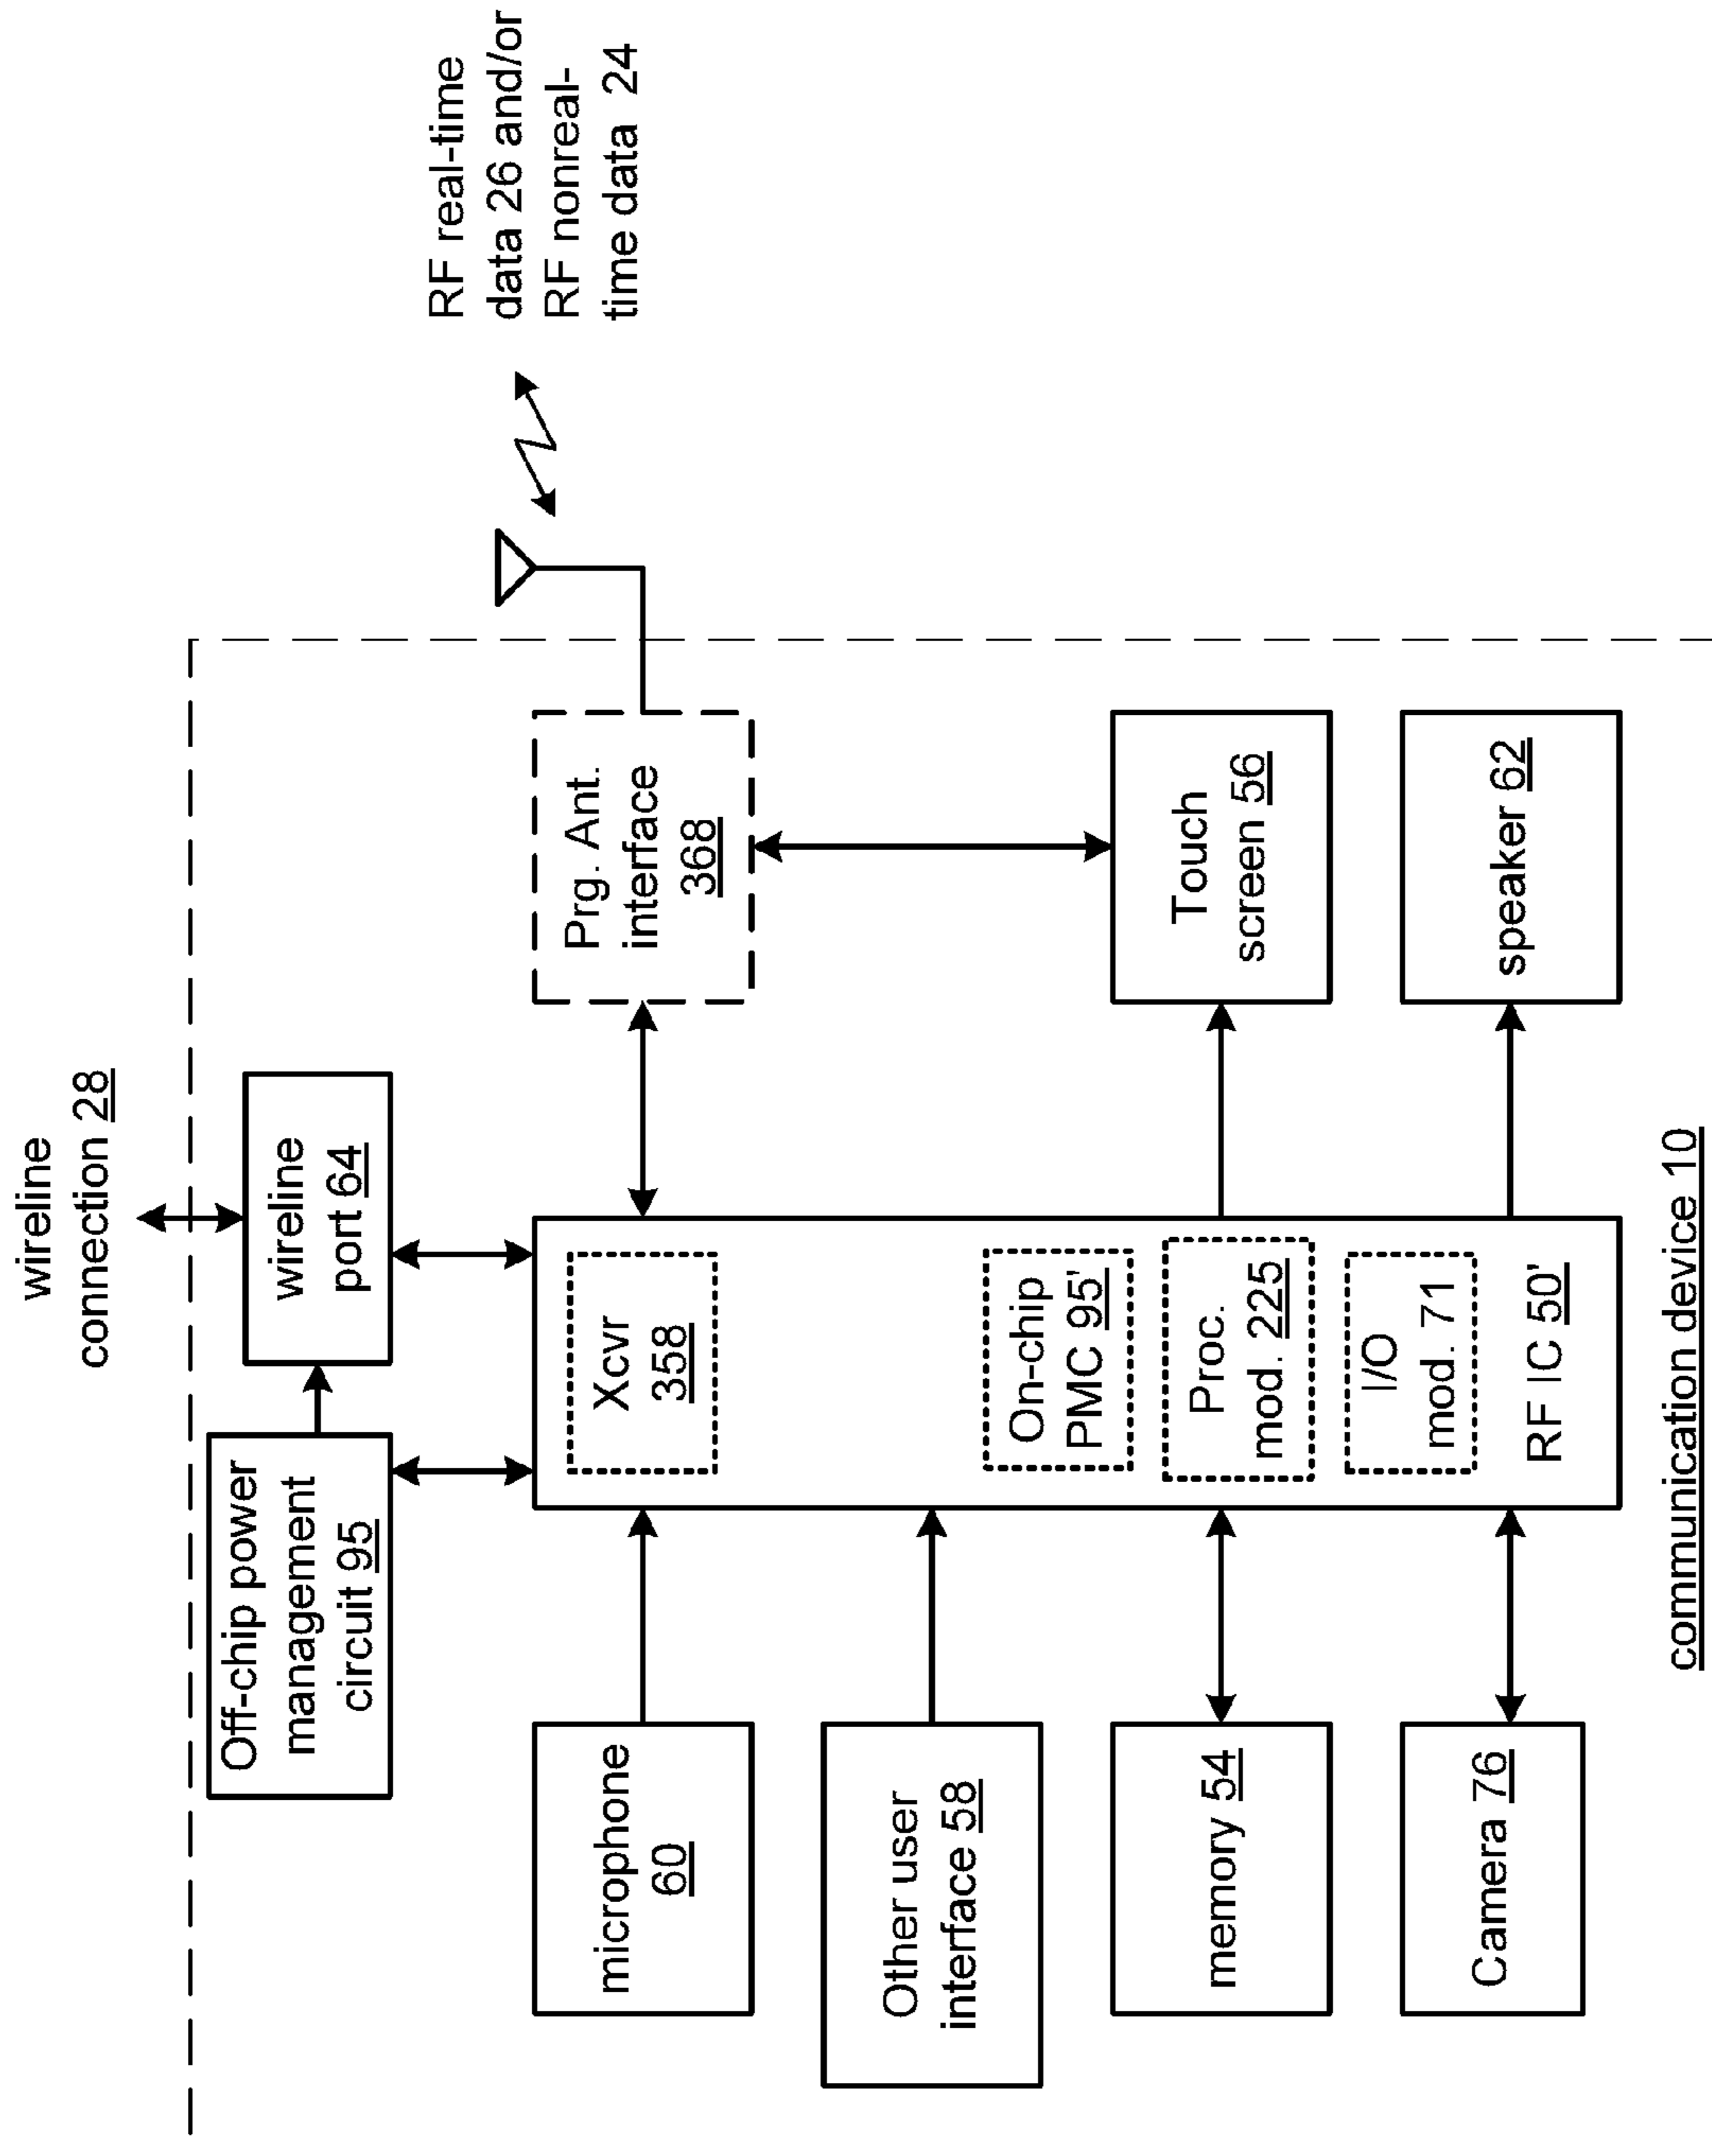 wireline
connection 28
Off-chip power
management
circuit 95
wireline
port 64
RF real-time
data 26 and/or
RF nonreal-
time data  24
microphone
60
Xcvr
358
Prg. Ant.
interface
368
Other user
interface 58
On-chip
PMC 95'
memory 54
Proc.
mod. 225
Touch
screen 56
Camera 76
I/O
mod. 71
RF IC 50'
speaker 62
communication device 10